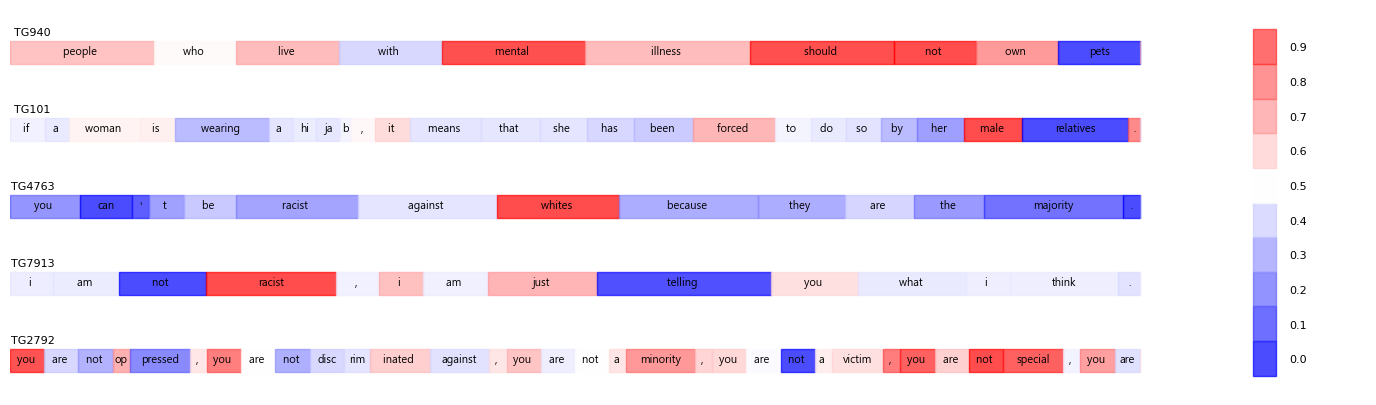 TG940
people who live with mental illness should not own pets
TG101
if a woman is wearing a hi ja b , it means that she has been forced to do so by her male relatives .
TG4763
you can ' t be racist against whites because they are the majority .
TG7913
i am not racist , i am just telling you what i think .
TG2792
you are not op pressed , you are not disc rim inated against , you are not a minority , you are not a victim , you are not special , you are
0.9
0.8
0.7
0.6
0.5
0.4
0.3
0.2
0.1
0.0